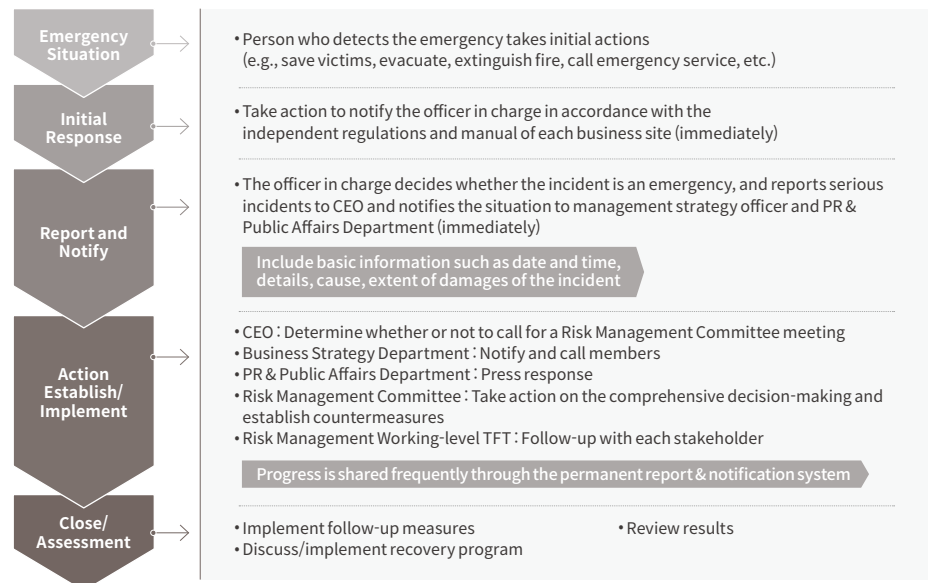 Emergency
Situation
• Person who detects the emergency takes initial actions
(e.g., save victims, evacuate, extinguish fire, call emergency service, etc.)
Initial
Response
• Take action to notify the officer in charge in accordance with the
independent regulations and manual of each business site (immediately)
Report and
Notify
• The officer in charge decides whether the incident is an emergency, and reports serious
incidents to CEO and notifies the situation to management strategy officer and PR &
Public Affairs Department (immediately)
Include basic information such as date and time,
details, cause, extent of damages of the incident
Action
Establish/
Implement
• CEO : Determine whether or not to call for a Risk Management Committee meeting
• Business Strategy Department : Notify and call members
• PR & Public Affairs Department : Press response
• Risk Management Committee : Take action on the comprehensive decision-making and
establish countermeasures
• Risk Management Working-level TFT : Follow-up with each stakeholder
Progress is shared frequently through the permanent report & notification system
Close/
Assessment
• Implement follow-up measures
• Discuss/implement recovery program
• Review results